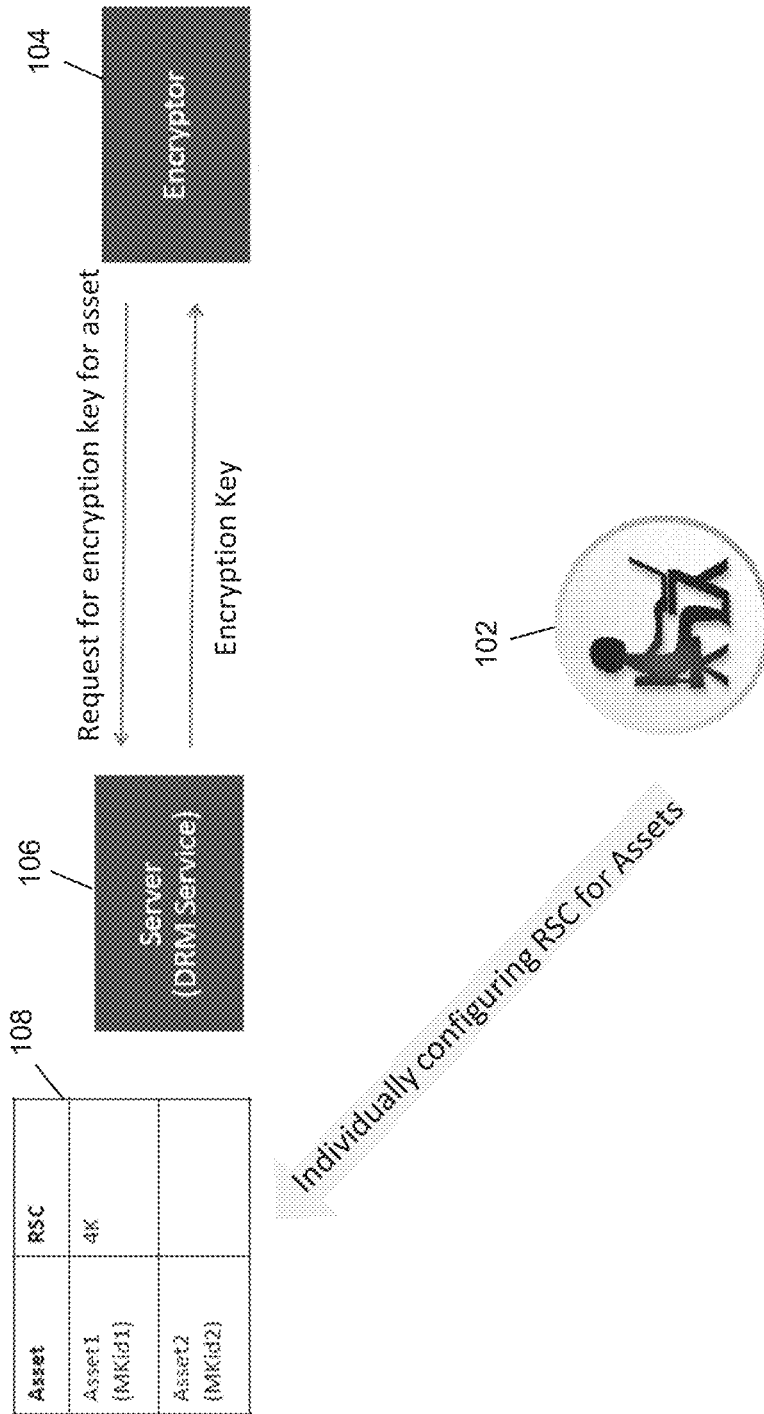 108
Asset RSC
Asset1 4K
(MKid1)
Asset2
(MKid2)
106
Server
(DRM Service)
Request for encryption key for asset
Encryption Key
104
Encryptor
Individually configuring RSC for Assets
102